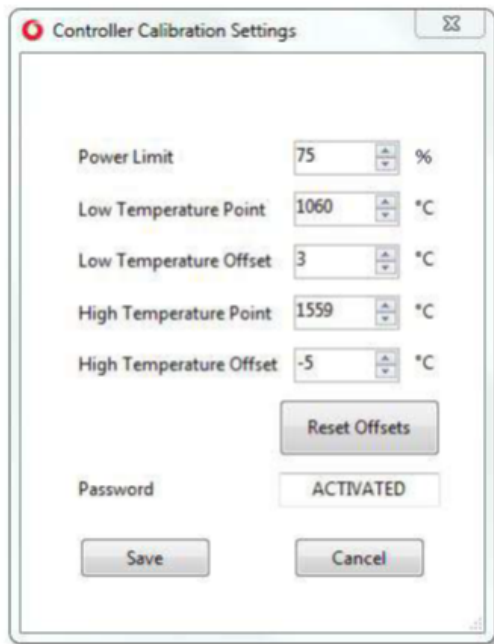 Controller Calibration Settings
Power Limit 75 %
Low Temperature Point 1060 °C
Low Temperature Offset 3 °C
High Temperature Point 1559 °C
High Temperature Offset -5 °C
Reset Offsets
Password ACTIVATED
Save Cancel